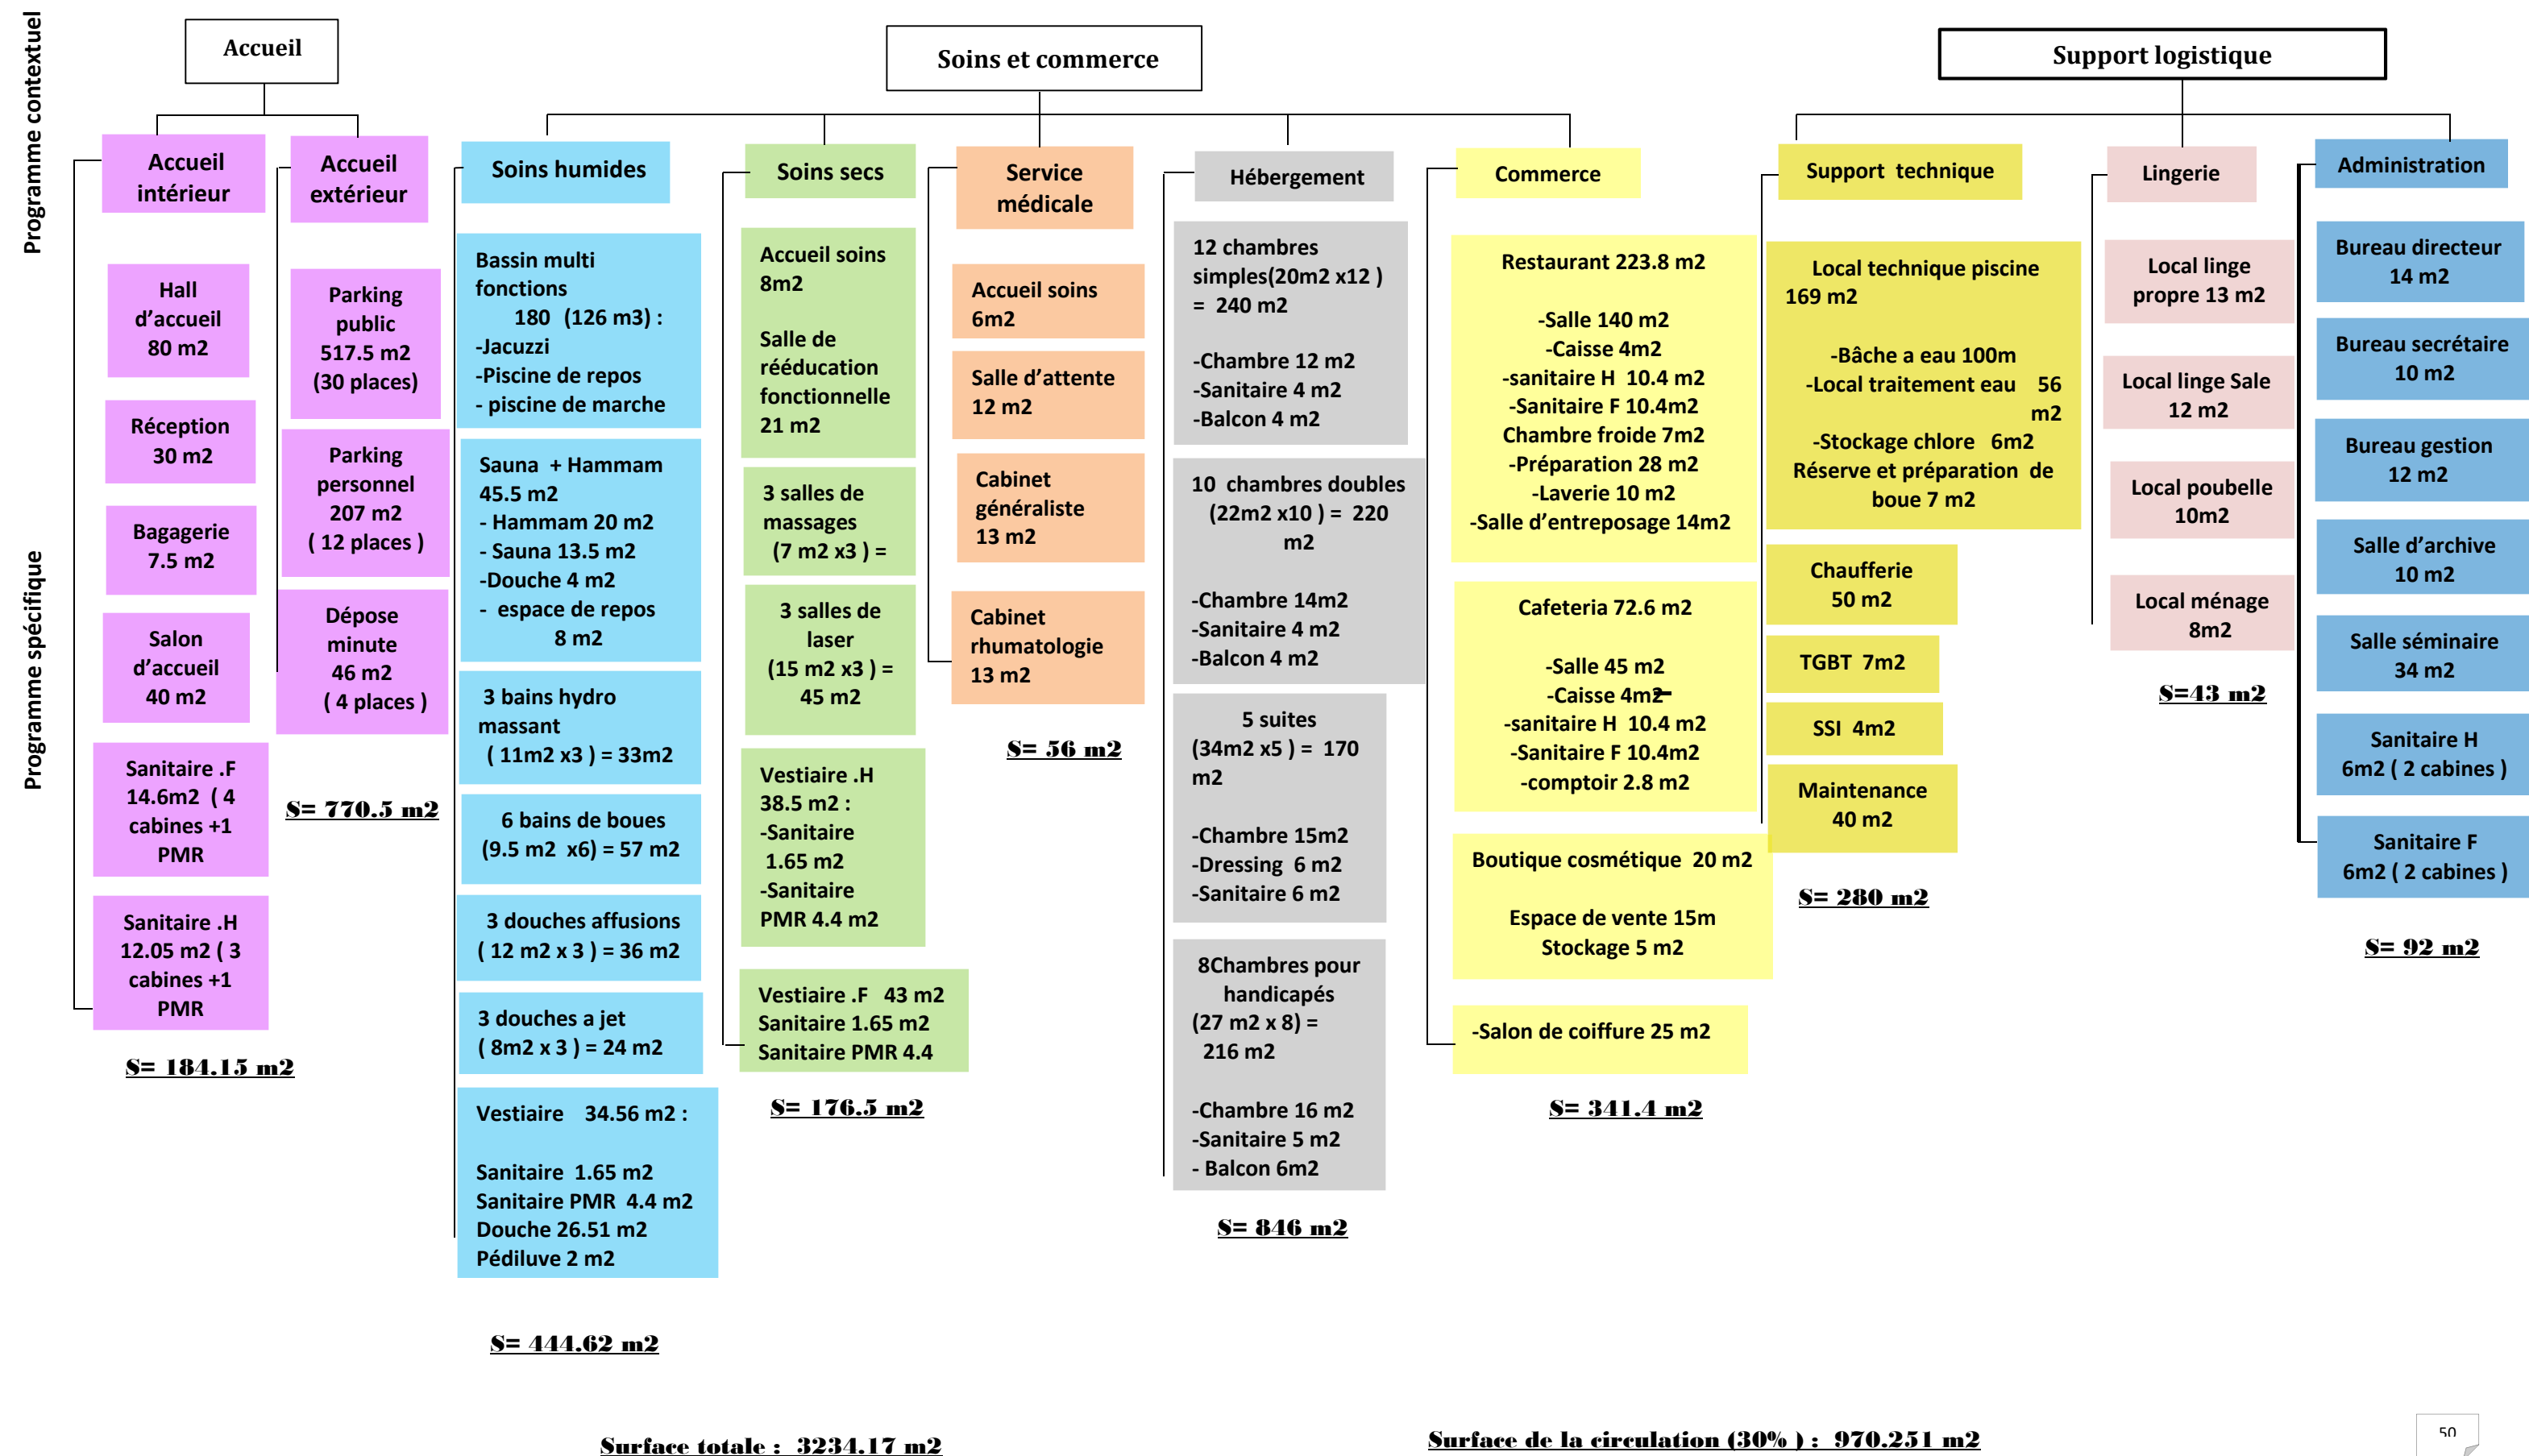 Programme contextuel
Programme spécifique
Accueil
Accueil
intérieur
Hall
d’accueil
80 m2
Réception
30 m2
Bagagerie
7.5 m2
Salon
d’accueil
40 m2
Sanitaire .F
14.6m2 ( 4
cabines +1
PMR
Sanitaire .H
12.05 m2 ( 3
cabines +1
PMR
S= 184.15 m2
Accueil
extérieur
Parking
public
517.5 m2
(30 places)
Parking
personnel
207 m2
( 12 places )
Dépose
minute
46 m2
( 4 places )
S= 770.5 m2
Soins et commerce
Soins humides
Bassin multi
fonctions
180 (126 m3) :
-Jacuzzi
-Piscine de repos
- piscine de marche
Sauna + Hammam
45.5 m2
- Hammam 20 m2
- Sauna 13.5 m2
-Douche 4 m2
- espace de repos
8 m2
3 bains hydro
massant
( 11m2 x3 ) = 33m2
6 bains de boues
(9.5 m2 x6) = 57 m2
3 douches affusions
( 12 m2 x 3 ) = 36 m2
3 douches a jet
( 8m2 x 3 ) = 24 m2
Vestiaire 34.56 m2 :
Sanitaire 1.65 m2
Sanitaire PMR 4.4 m2
Douche 26.51 m2
Pédiluve 2 m2
S= 444.62 m2
Soins secs
Accueil soins
8m2
Salle de
rééducation
fonctionnelle
21 m2
3 salles de
massages
(7 m2 x3 ) =
3 salles de
laser
(15 m2 x3 ) =
45 m2
Vestiaire .H
38.5 m2 :
-Sanitaire
1.65 m2
-Sanitaire
PMR 4.4 m2
Vestiaire .F 43 m2
Sanitaire 1.65 m2
Sanitaire PMR 4.4
S= 176.5 m2
Service
médicale
Accueil soins
6m2
Salle d’attente
12 m2
Cabinet
généraliste
13 m2
Cabinet
rhumatologie
13 m2
S= 56 m2
Hébergement
12 chambres
simples(20m2 x12 )
= 240 m2
-Chambre 12 m2
-Sanitaire 4 m2
-Balcon 4 m2
10 chambres doubles
(22m2 x10 ) = 220
m2
-Chambre 14m2
-Sanitaire 4 m2
-Balcon 4 m2
5 suites
(34m2 x5 ) = 170
m2
-Chambre 15m2
-Dressing 6 m2
-Sanitaire 6 m2
8Chambres pour
handicapés
(27 m2 x 8) =
216 m2
-Chambre 16 m2
-Sanitaire 5 m2
- Balcon 6m2
S= 846 m2
Commerce
Restaurant 223.8 m2
-Salle 140 m2
-Caisse 4m2
-sanitaire H 10.4 m2
-Sanitaire F 10.4m2
Chambre froide 7m2
-Préparation 28 m2
-Laverie 10 m2
-Salle d’entreposage 14m2
Cafeteria 72.6 m2
-Salle 45 m2
-Caisse 4m2
-sanitaire H 10.4 m2
-Sanitaire F 10.4m2
-comptoir 2.8 m2
Boutique cosmétique 20 m2
Espace de vente 15m
Stockage 5 m2
-Salon de coiffure 25 m2
S= 341.4 m2
Support logistique
Support technique
Local technique piscine
169 m2
-Bâche a eau 100m
-Local traitement eau 56
m2
-Stockage chlore 6m2
Réserve et préparation de
boue 7 m2
Chaufferie
50 m2
TGBT 7m2
SSI 4m2
Maintenance
40 m2
S= 280 m2
Lingerie
Local linge
propre 13 m2
Local linge Sale
12 m2
Local poubelle
10m2
Local ménage
8m2
S=43 m2
Administration
Bureau directeur
14 m2
Bureau secrétaire
10 m2
Bureau gestion
12 m2
Salle d’archive
10 m2
Salle séminaire
34 m2
Sanitaire H
6m2 ( 2 cabines )
Sanitaire F
6m2 ( 2 cabines )
S= 92 m2
Surface totale : 3234.17 m2
Surface de la circulation (30% ) : 970.251 m2
50